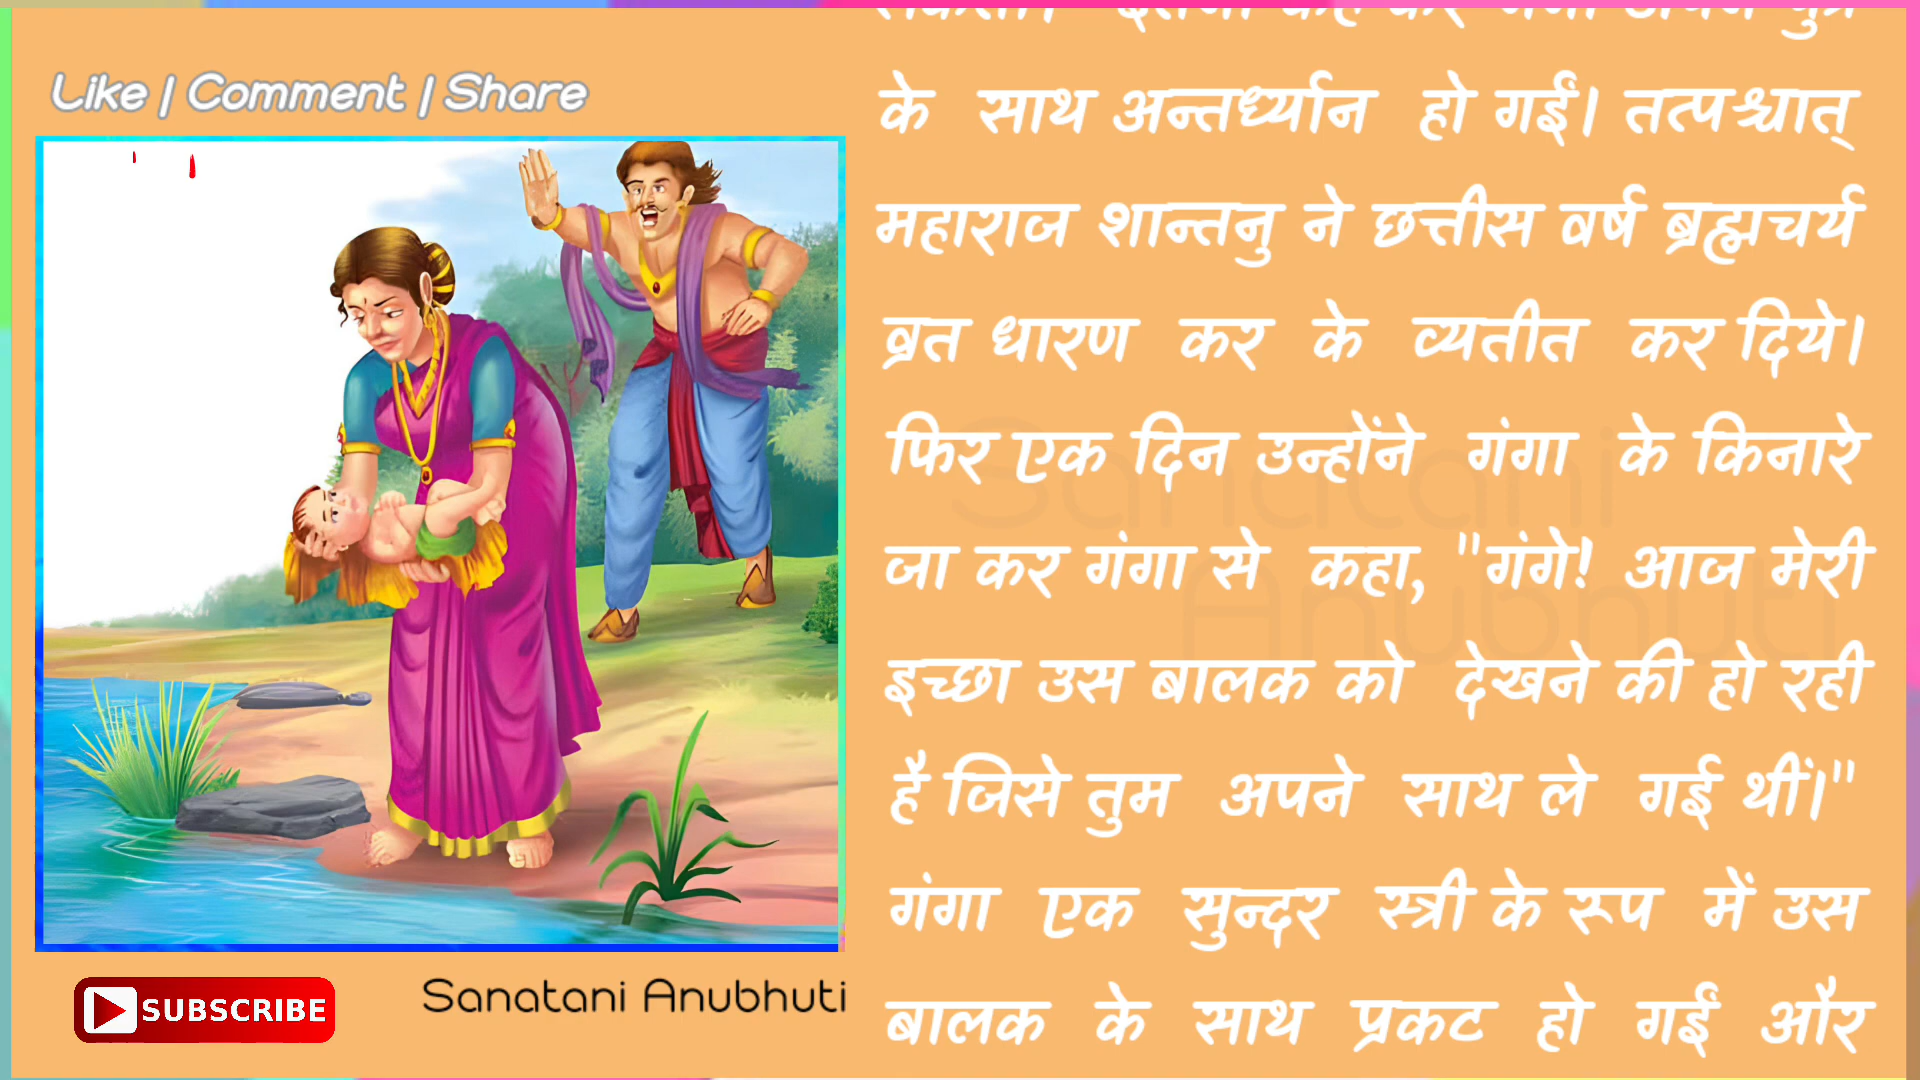 Like | Comment | Share
के साथ अन्तर्ध्यान हो गईं। तत्पश्चात्
महाराज शान्तनु ने छत्तीस वर्ष ब्रह्मचर्य
व्रत धारण कर के व्यतीत कर दिये।
फिर एक दिन उन्होंने गंगा के किनारे
जा कर गंगा से कहा, "गंगे! आज मेरी
इच्छा उस बालक को देखने की हो रही
है जिसे तुम अपने साथ ले गई थीं।"
गंगा एक सुन्दर स्त्री के रूप में उस
बालक के साथ प्रकट हो गईं और
Sanatani
Anubhuti
SUBSCRIBE
Sanatani Anubhuti